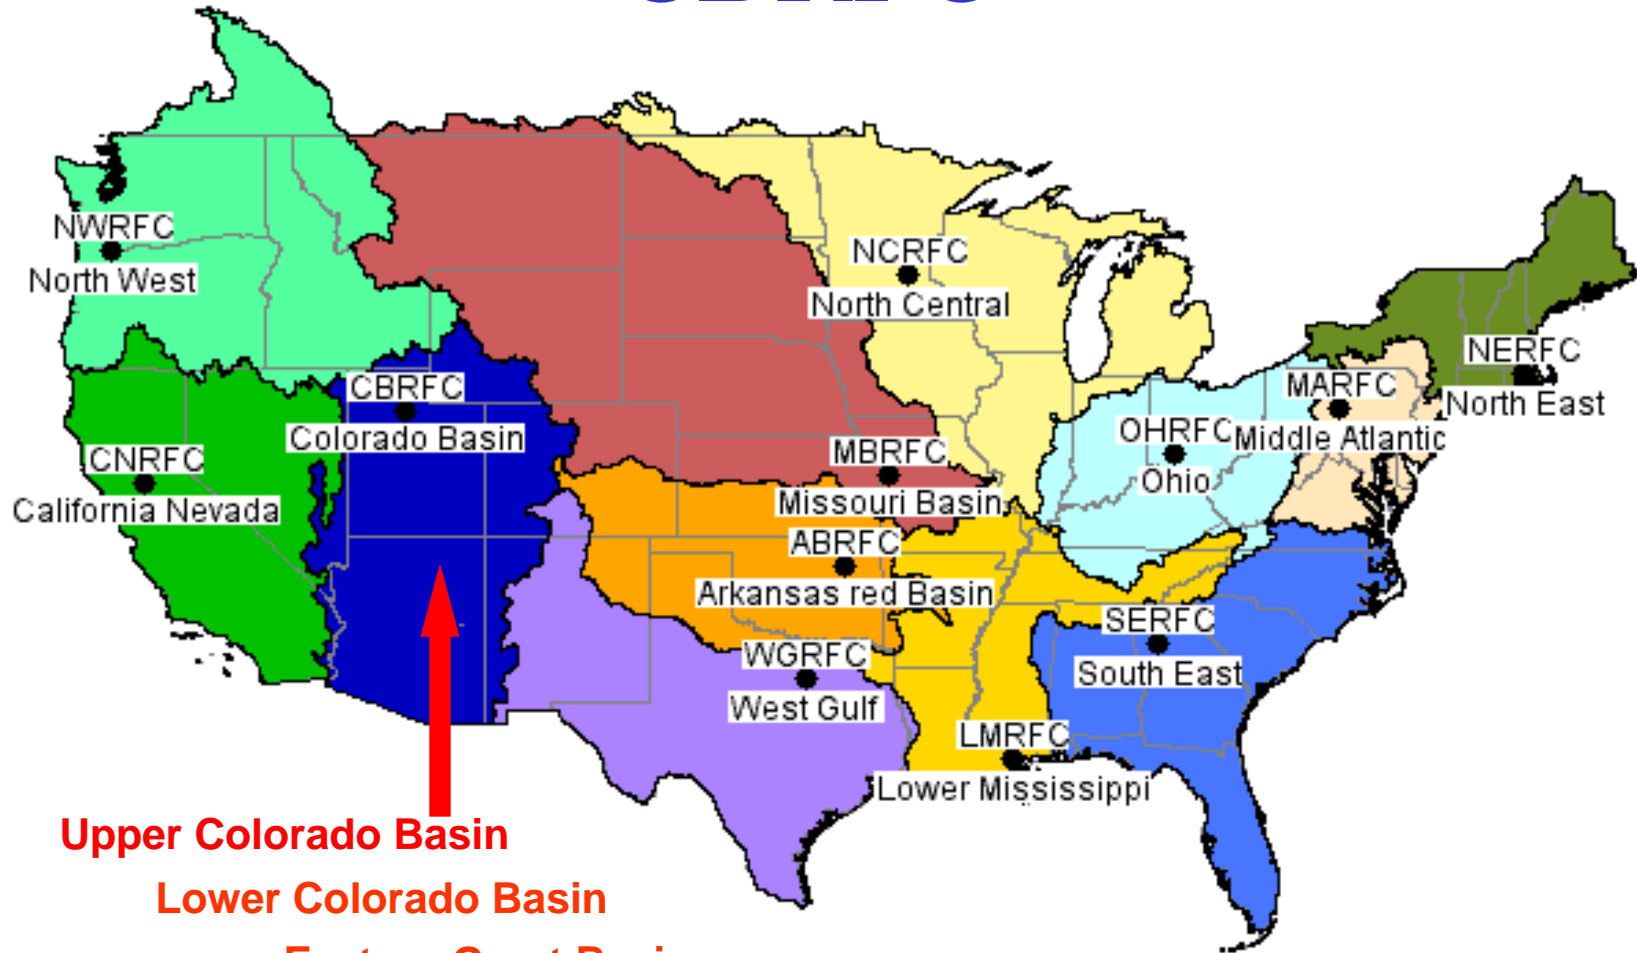 NWRFC
North West
NCRFC
North Central
NERFC
North East
CBRFC
Colorado Basin
MARFC
Middle Atlantic
OHRFC
Ohio
CNRFC
California Nevada
MBRFC
Missouri Basin
ABRFC
Arkansas red Basin
SERFC
South East
WGRFC
West Gulf
LMRFC
Lower Mississippi
Upper Colorado Basin
Lower Colorado Basin